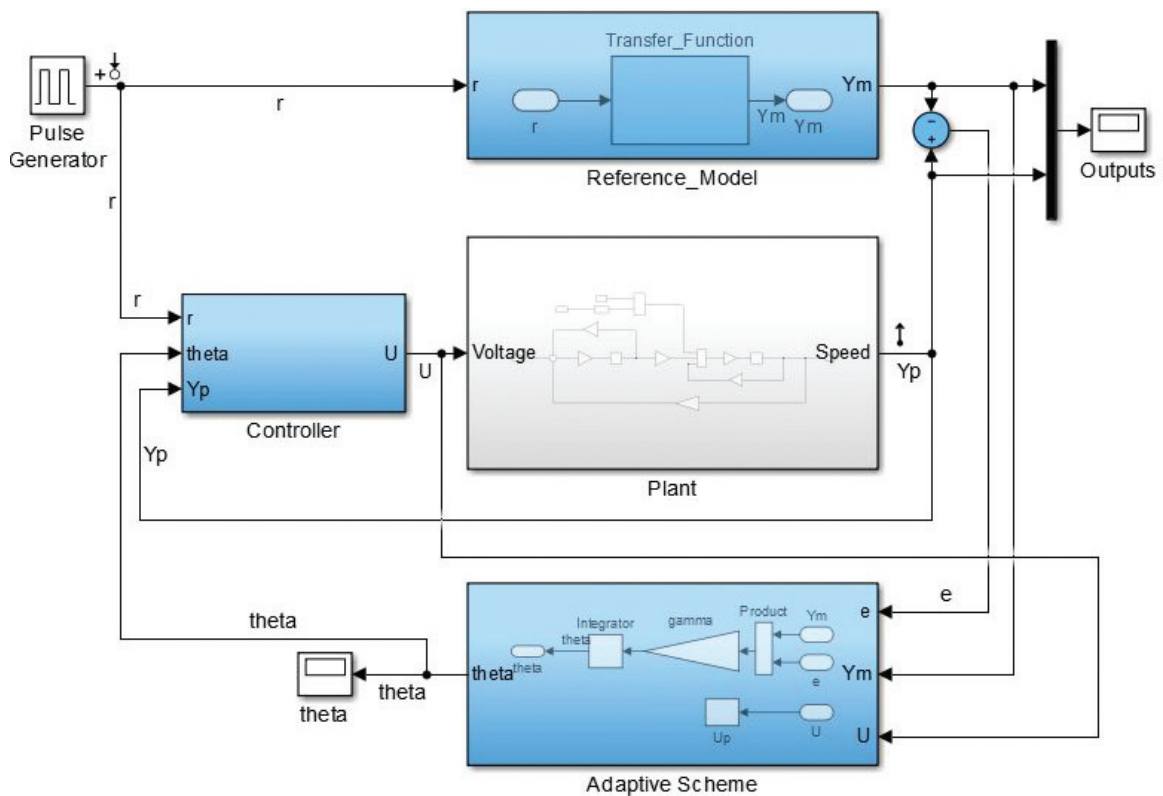 Transfer_Function
r
Ym
Ym
r
Ym
Reference_Model
Pulse
Generator
+
r
r
-
+
Outputs
r
r
theta
Yp
U
Controller
U
Voltage
Speed
Plant
Yp
Yp
theta
theta
theta
theta
Integrator
theta
theta
gamma
Product
Ym
e
Up
U
e
Ym
U
Adaptive Scheme
e